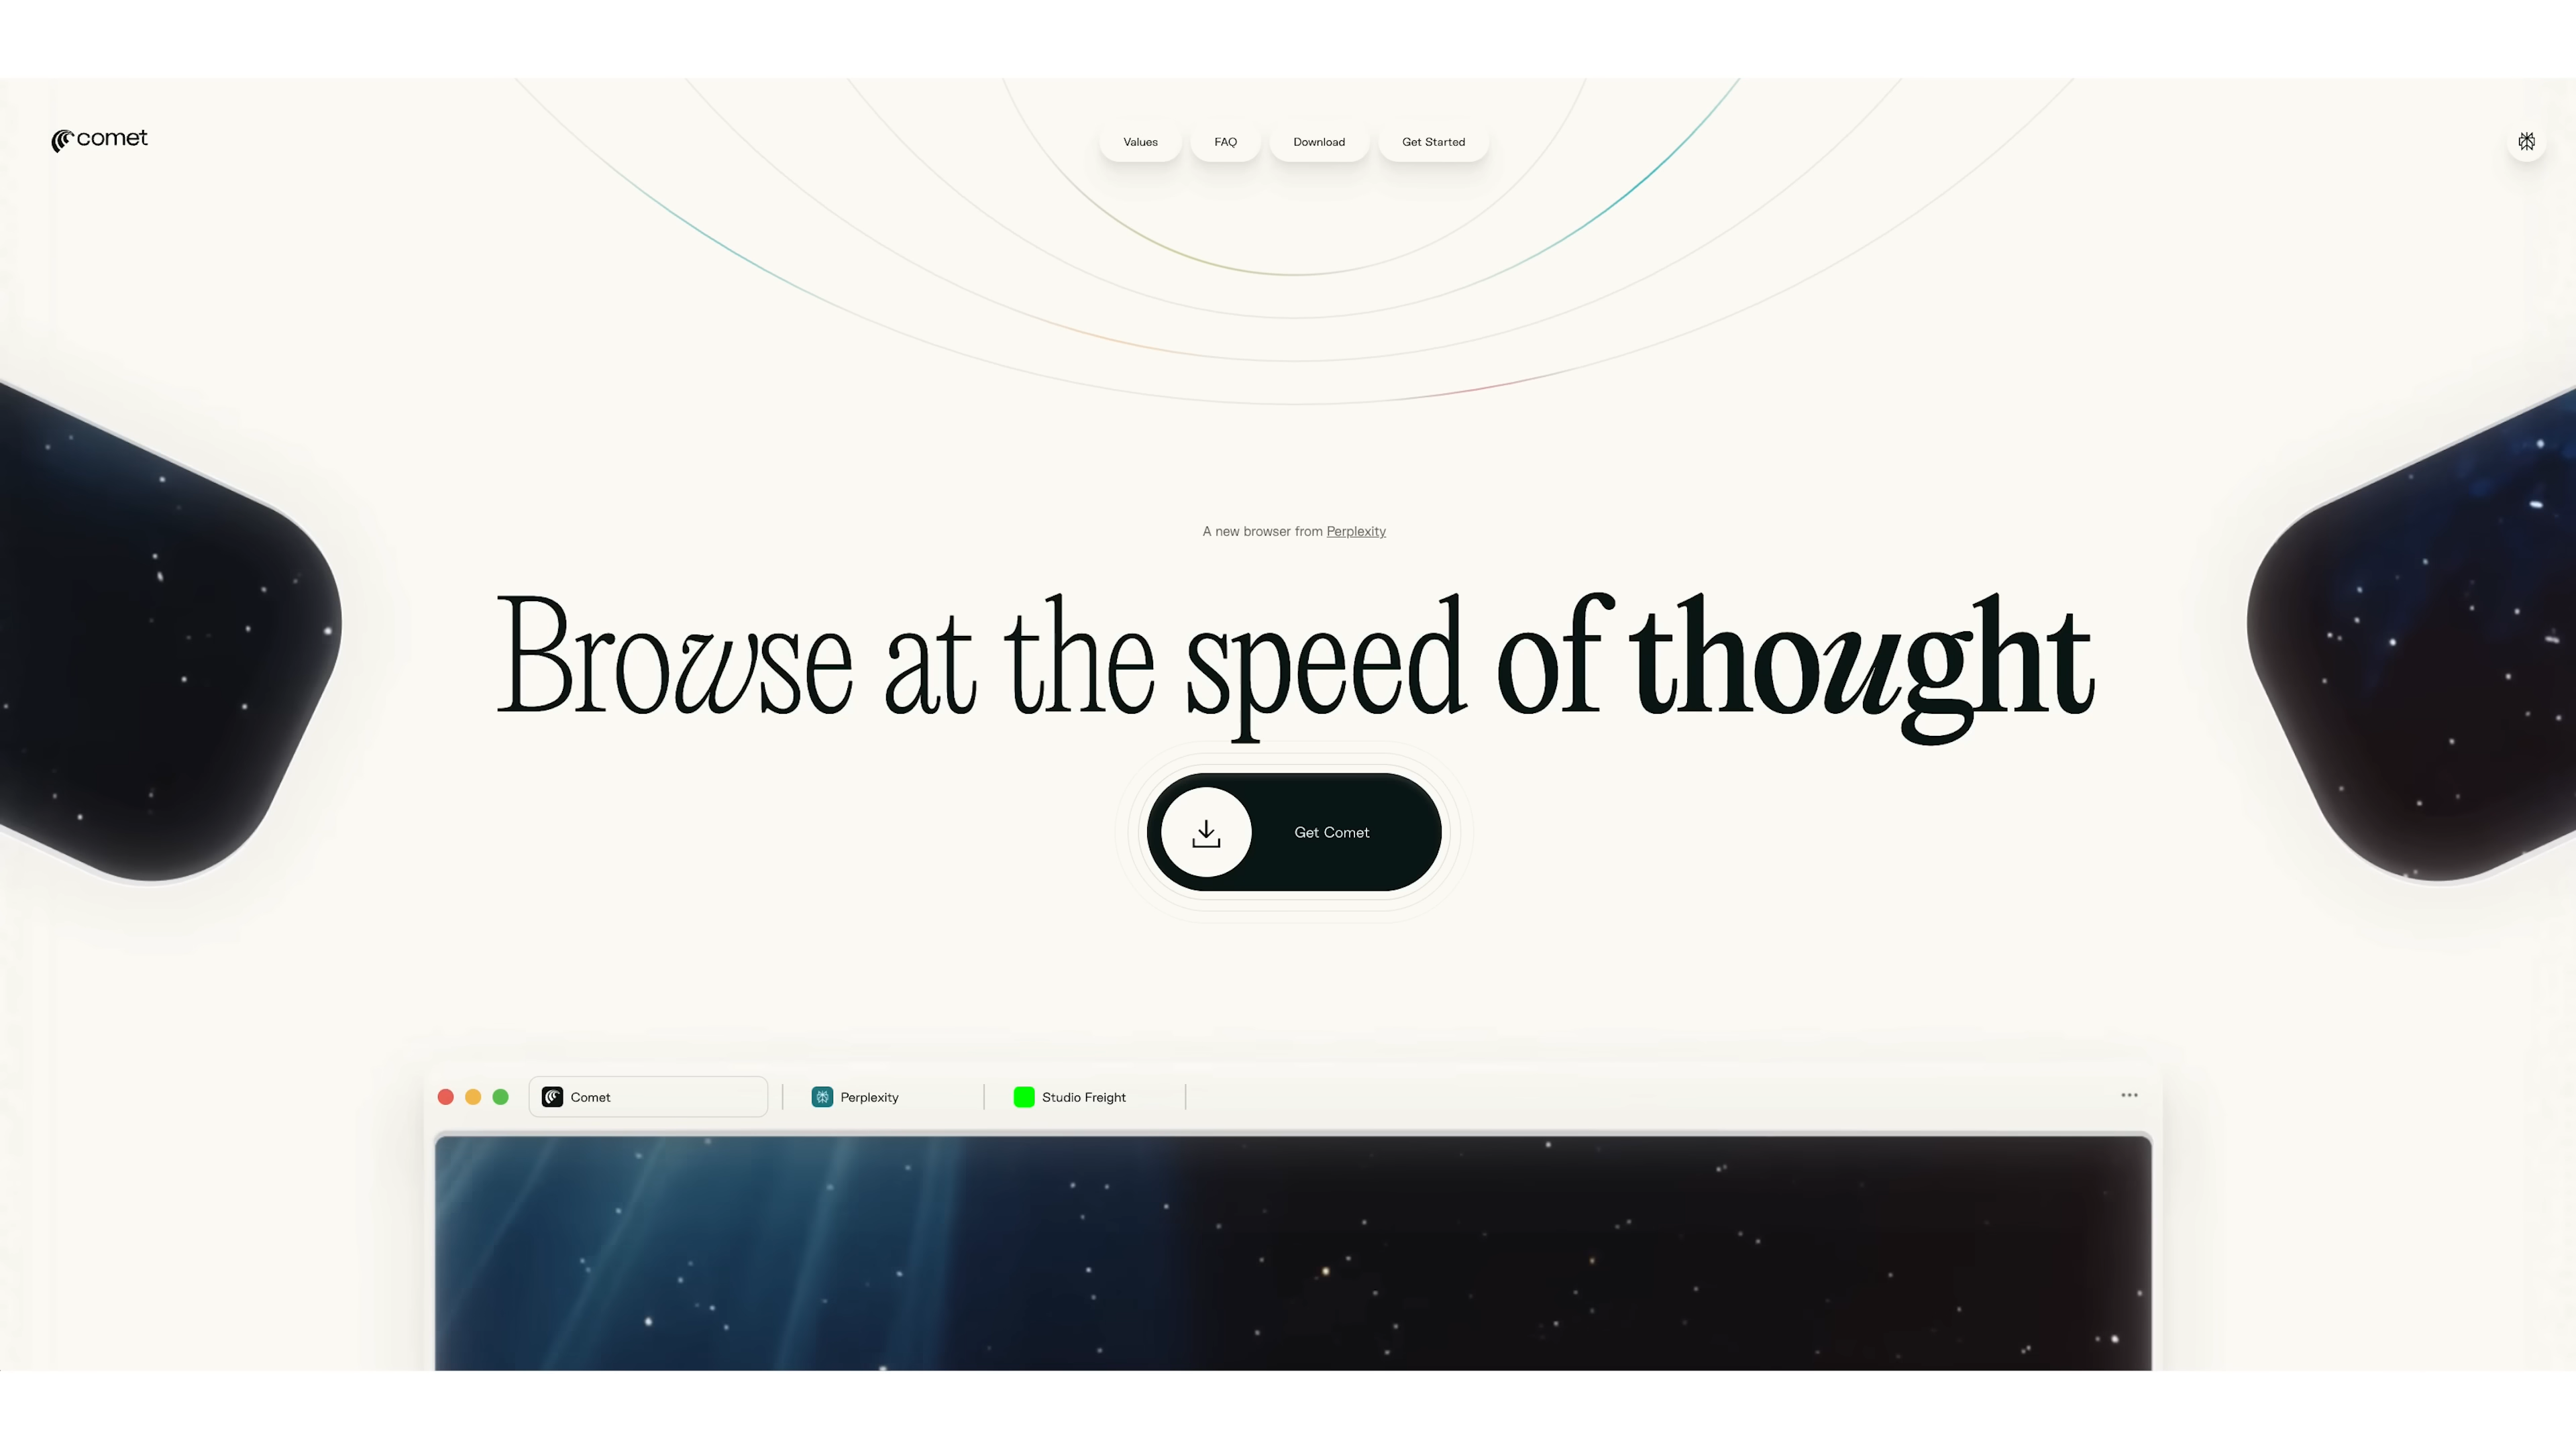 comet
Values
FAQ
Download
Get Started
A new browser from Perplexity
Browse at the speed of thought
Get Comet
Comet
Perplexity
Studio Freight